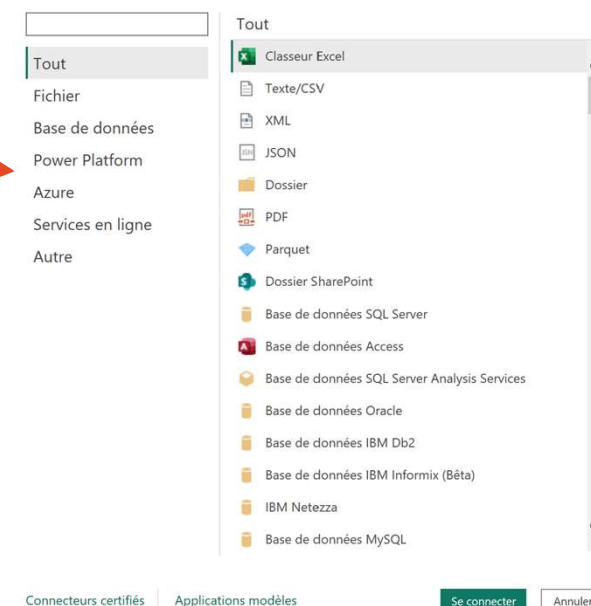 Tout
Fichier
Base de données
Power Platform
Azure
Services en ligne
Autre
Tout
Classeur Excel
Texte/CSV
XML
JSON
Dossier
PDF
Parquet
Dossier SharePoint
Base de données SQL Server
Base de données Access
Base de données SQL Server Analysis Services
Base de données Oracle
Base de données IBM Db2
Base de données IBM Informix (Bêta)
IBM Netezza
Base de données MySQL
Connecteurs certifiés
Applications modèles
Se connecter
Annuler